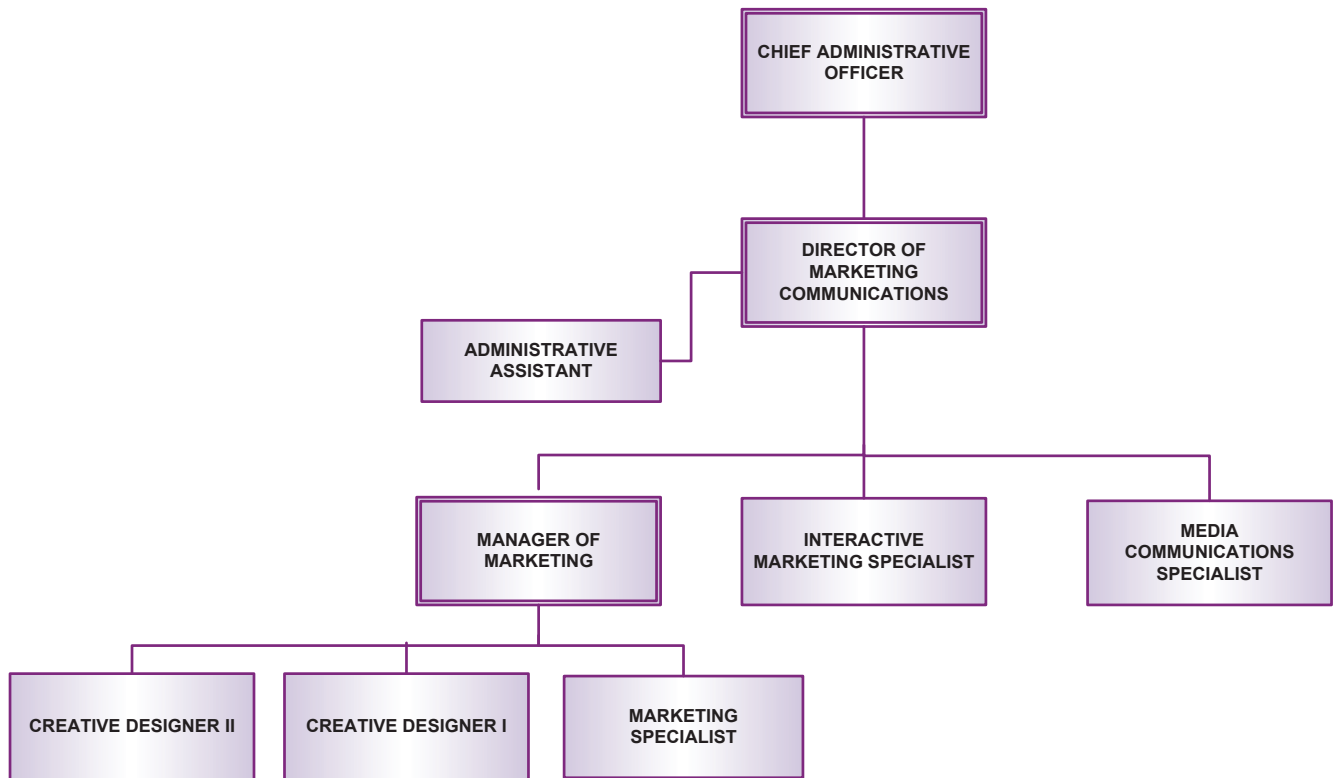 CHIEF ADMINISTRATIVE
OFFICER
DIRECTOR OF
MARKETING
COMMUNICATIONS
ADMINISTRATIVE
ASSISTANT
MANAGER OF
MARKETING
INTERACTIVE
MARKETING SPECIALIST
MEDIA
COMMUNICATIONS
SPECIALIST
CREATIVE DESIGNER II
CREATIVE DESIGNER I
MARKETING
SPECIALIST